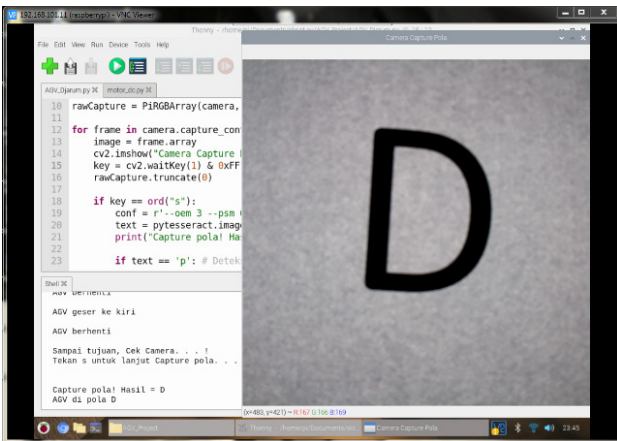 192.168.101.11 (raspberrypi) - VNC Viewer
Camera Capture Pola
File Edit View Run Device Tools Help
AGV_Djarum.py
motor_dc.py
10 rawCapture = PiRGBArray(camera,
11
12 for frame in camera.capture_con
13 image = frame.array
14 cv2.imshow("Camera Capture
15 key = cv2.waitKey(1) & 0xFF
16 rawCapture.truncate(0)
17
18 if key == ord("s"):
19 conf = r'--oem 3 --psm
20 text = pytesseract.imag
21 print("Capture pola! Has
22
23 if text == 'p': # Detek
D
Shell
AGV berhenti
AGV geser ke kiri
AGV berhenti
Sampai tujuan, Cek Camera. . . !
Tekan s untuk lanjut Capture pola. . .
Capture pola! Hasil = D
AGV di pola D
(x=483, y=421) ~ R:167 G:166 B:169
AGV_Project
Camera Capture Pola
23:45